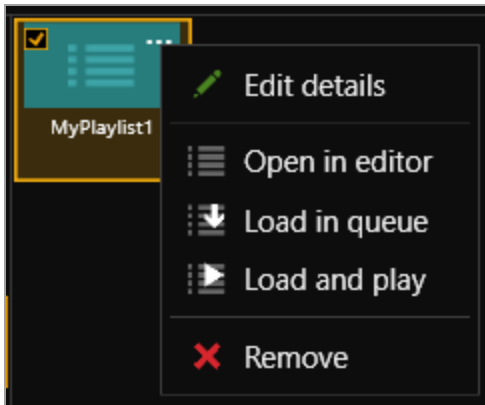 MyPlaylist1
Edit details
Open in editor
Load in queue
Load and play
Remove